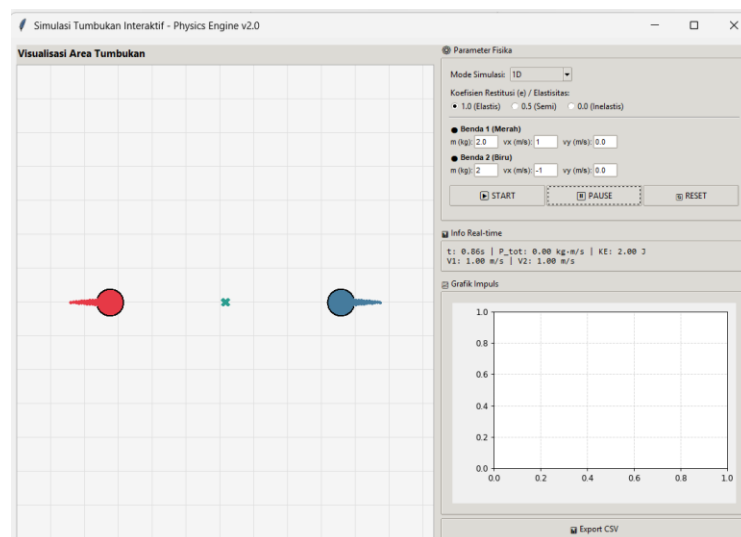 Simulasi Tumbukan Interaktif - Physics Engine v2.0
Visualisasi Area Tumbukan
Parameter Fisika
Mode Simulasi: 1D
Koefisien Restitusi (e) / Elastisitas:
1.0 (Elastis) 0.5 (Semi) 0.0 (Inelastis)
Benda 1 (Merah)
m (kg): 2.0 vx (m/s): 1 vy (m/s): 0.0
Benda 2 (Biru)
m (kg): 2 vx (m/s): -1 vy (m/s): 0.0
START PAUSE RESET
Info Real-time
t: 0.86s | P_tot: 0.00 kg·m/s | KE: 2.00 J
V1: 1.00 m/s | V2: 1.00 m/s
Grafik Impuls
1.0
0.8
0.6
0.4
0.2
0.0
0.0 0.2 0.4 0.6 0.8 1.0
Export CSV